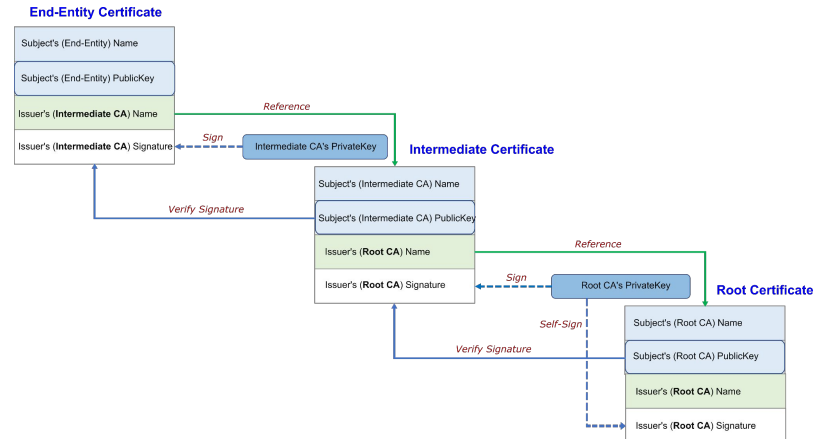 End-Entity Certificate
Subject's (End-Entity) Name
Subject's (End-Entity) PublicKey
Issuer's (Intermediate CA) Name
Reference
Issuer's (Intermediate CA) Signature
Sign
Intermediate CA's PrivateKey
Intermediate Certificate
Subject's (Intermediate CA) Name
Verify Signature
Subject's (Intermediate CA) PublicKey
Issuer's (Root CA) Name
Reference
Issuer's (Root CA) Signature
Sign
Root CA's PrivateKey
Root Certificate
Self-Sign
Subject's (Root CA) Name
Verify Signature
Subject's (Root CA) PublicKey
Issuer's (Root CA) Name
Issuer's (Root CA) Signature